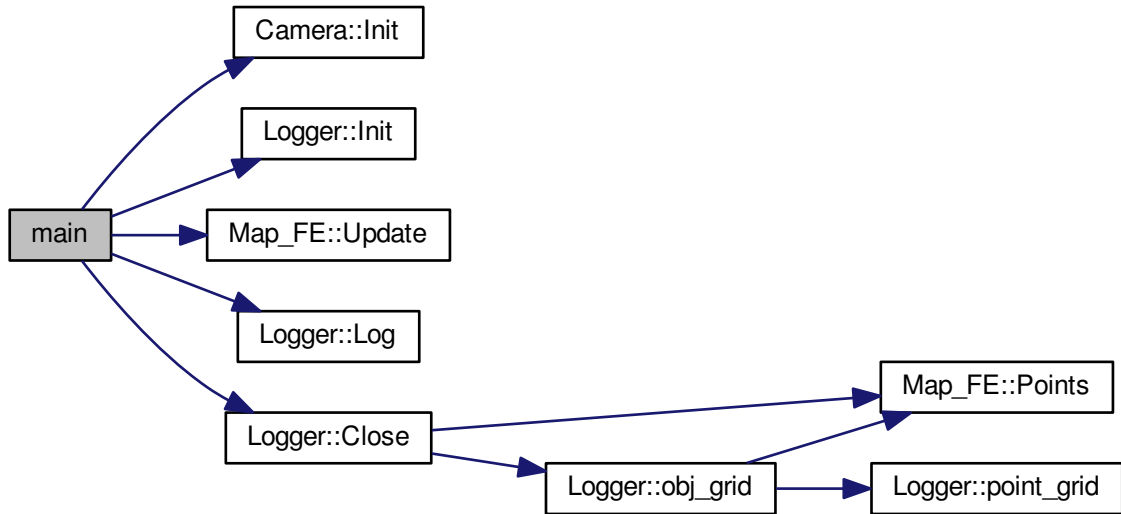 Camera::Init
Logger::Init
main
Map_FE::Update
Logger::Log
Map_FE::Points
Logger::Close
Logger::obj_grid
Logger::point_grid